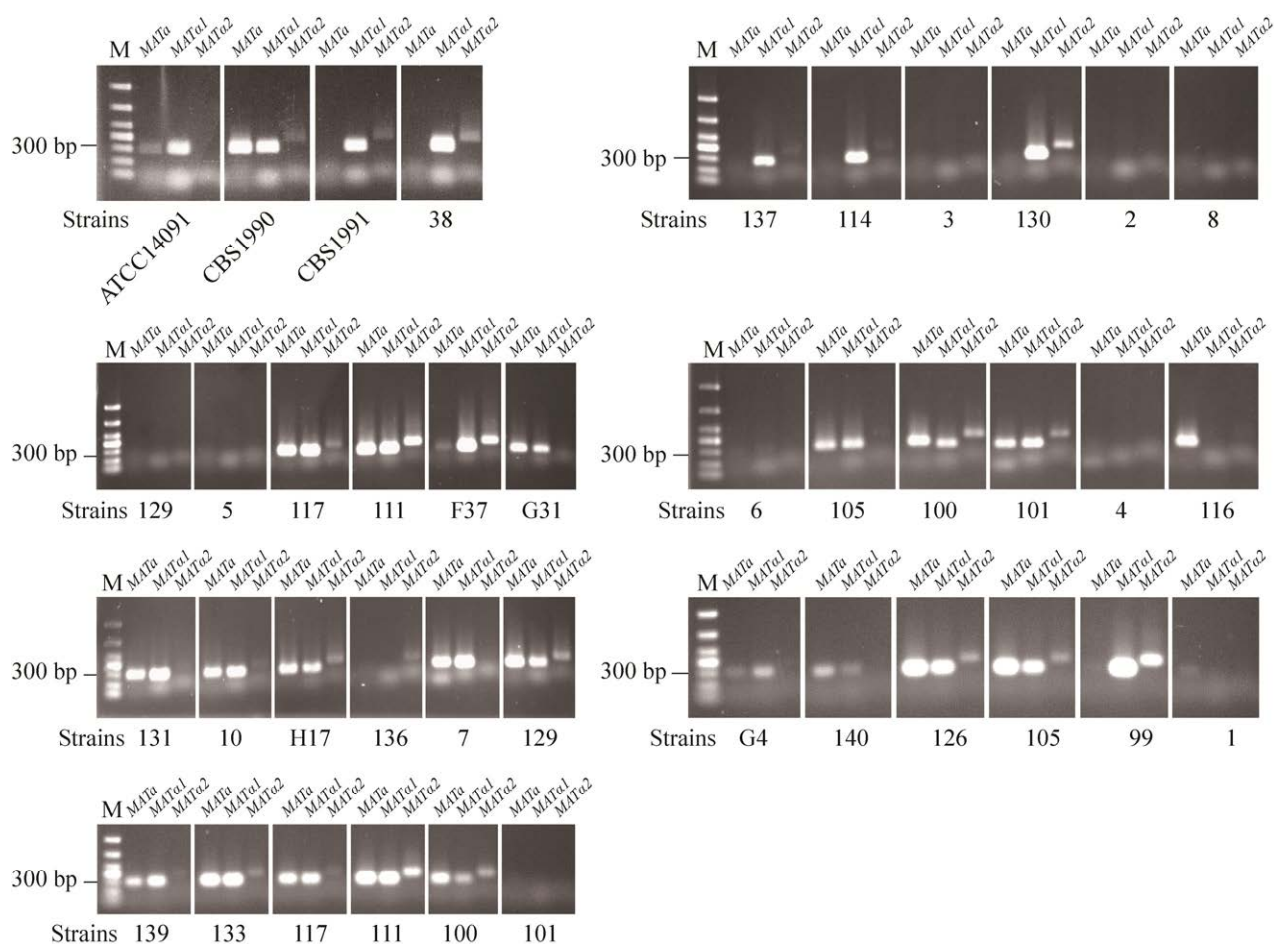 M MATa MATα1 MATα2 MATa MATα1 MATα2 MATa MATα1 MATα2 MATa MATα1 MATα2
300 bp
Strains ATCC14091 CBS1990 CBS1991 38
M MATa MATα1 MATα2 MATa MATα1 MATα2 MATa MATα1 MATα2 MATa MATα1 MATα2 MATa MATα1 MATα2 MATa MATα1 MATα2
300 bp
Strains 137 114 3 130 2 8
M MATa MATα1 MATα2 MATa MATα1 MATα2 MATa MATα1 MATα2 MATa MATα1 MATα2 MATa MATα1 MATα2 MATa MATα1 MATα2
300 bp
Strains 129 5 117 111 F37 G31
M MATa MATα1 MATα2 MATa MATα1 MATα2 MATa MATα1 MATα2 MATa MATα1 MATα2 MATa MATα1 MATα2 MATa MATα1 MATα2
300 bp
Strains 6 105 100 101 4 116
M MATa MATα1 MATα2 MATa MATα1 MATα2 MATa MATα1 MATα2 MATa MATα1 MATα2 MATa MATα1 MATα2 MATa MATα1 MATα2
300 bp
Strains 131 10 H17 136 7 129
M MATa MATα1 MATα2 MATa MATα1 MATα2 MATa MATα1 MATα2 MATa MATα1 MATα2 MATa MATα1 MATα2 MATa MATα1 MATα2
300 bp
Strains G4 140 126 105 99 1
M MATa MATα1 MATα2 MATa MATα1 MATα2 MATa MATα1 MATα2 MATa MATα1 MATα2 MATa MATα1 MATα2 MATa MATα1 MATα2
300 bp
Strains 139 133 117 111 100 101